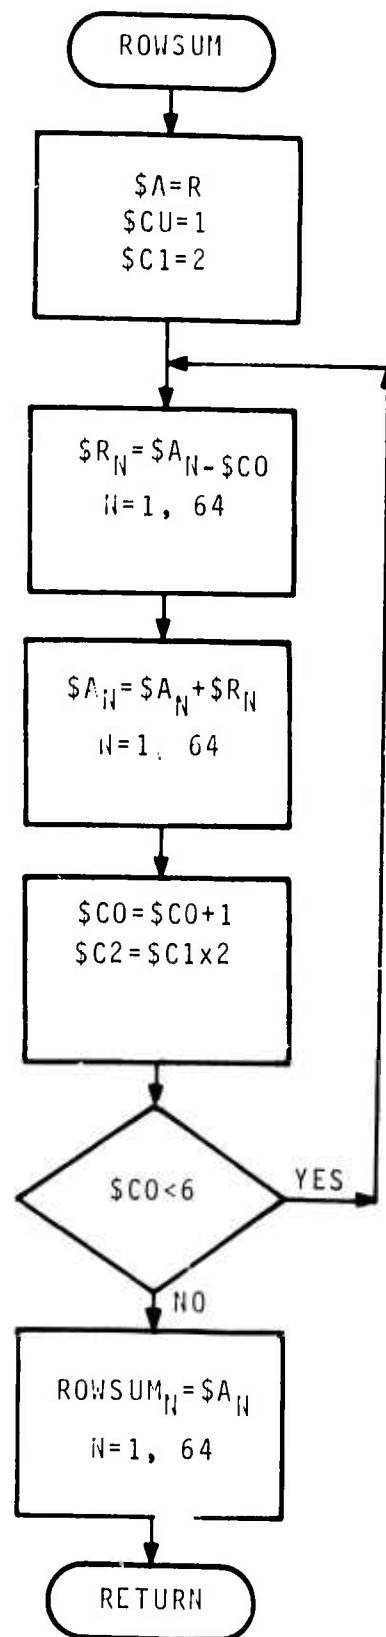 ROWSUM
$A=R
$CU=1
$C1=2
$R_N=$A_N-$CO
N=1, 64
$A_N=$A_N+$R_N
N=1, 64
$CO=$CO+1
$C2=$C1x2
$CO<6
YES
NO
ROWSUM_N=$A_N
N=1, 64
RETURN